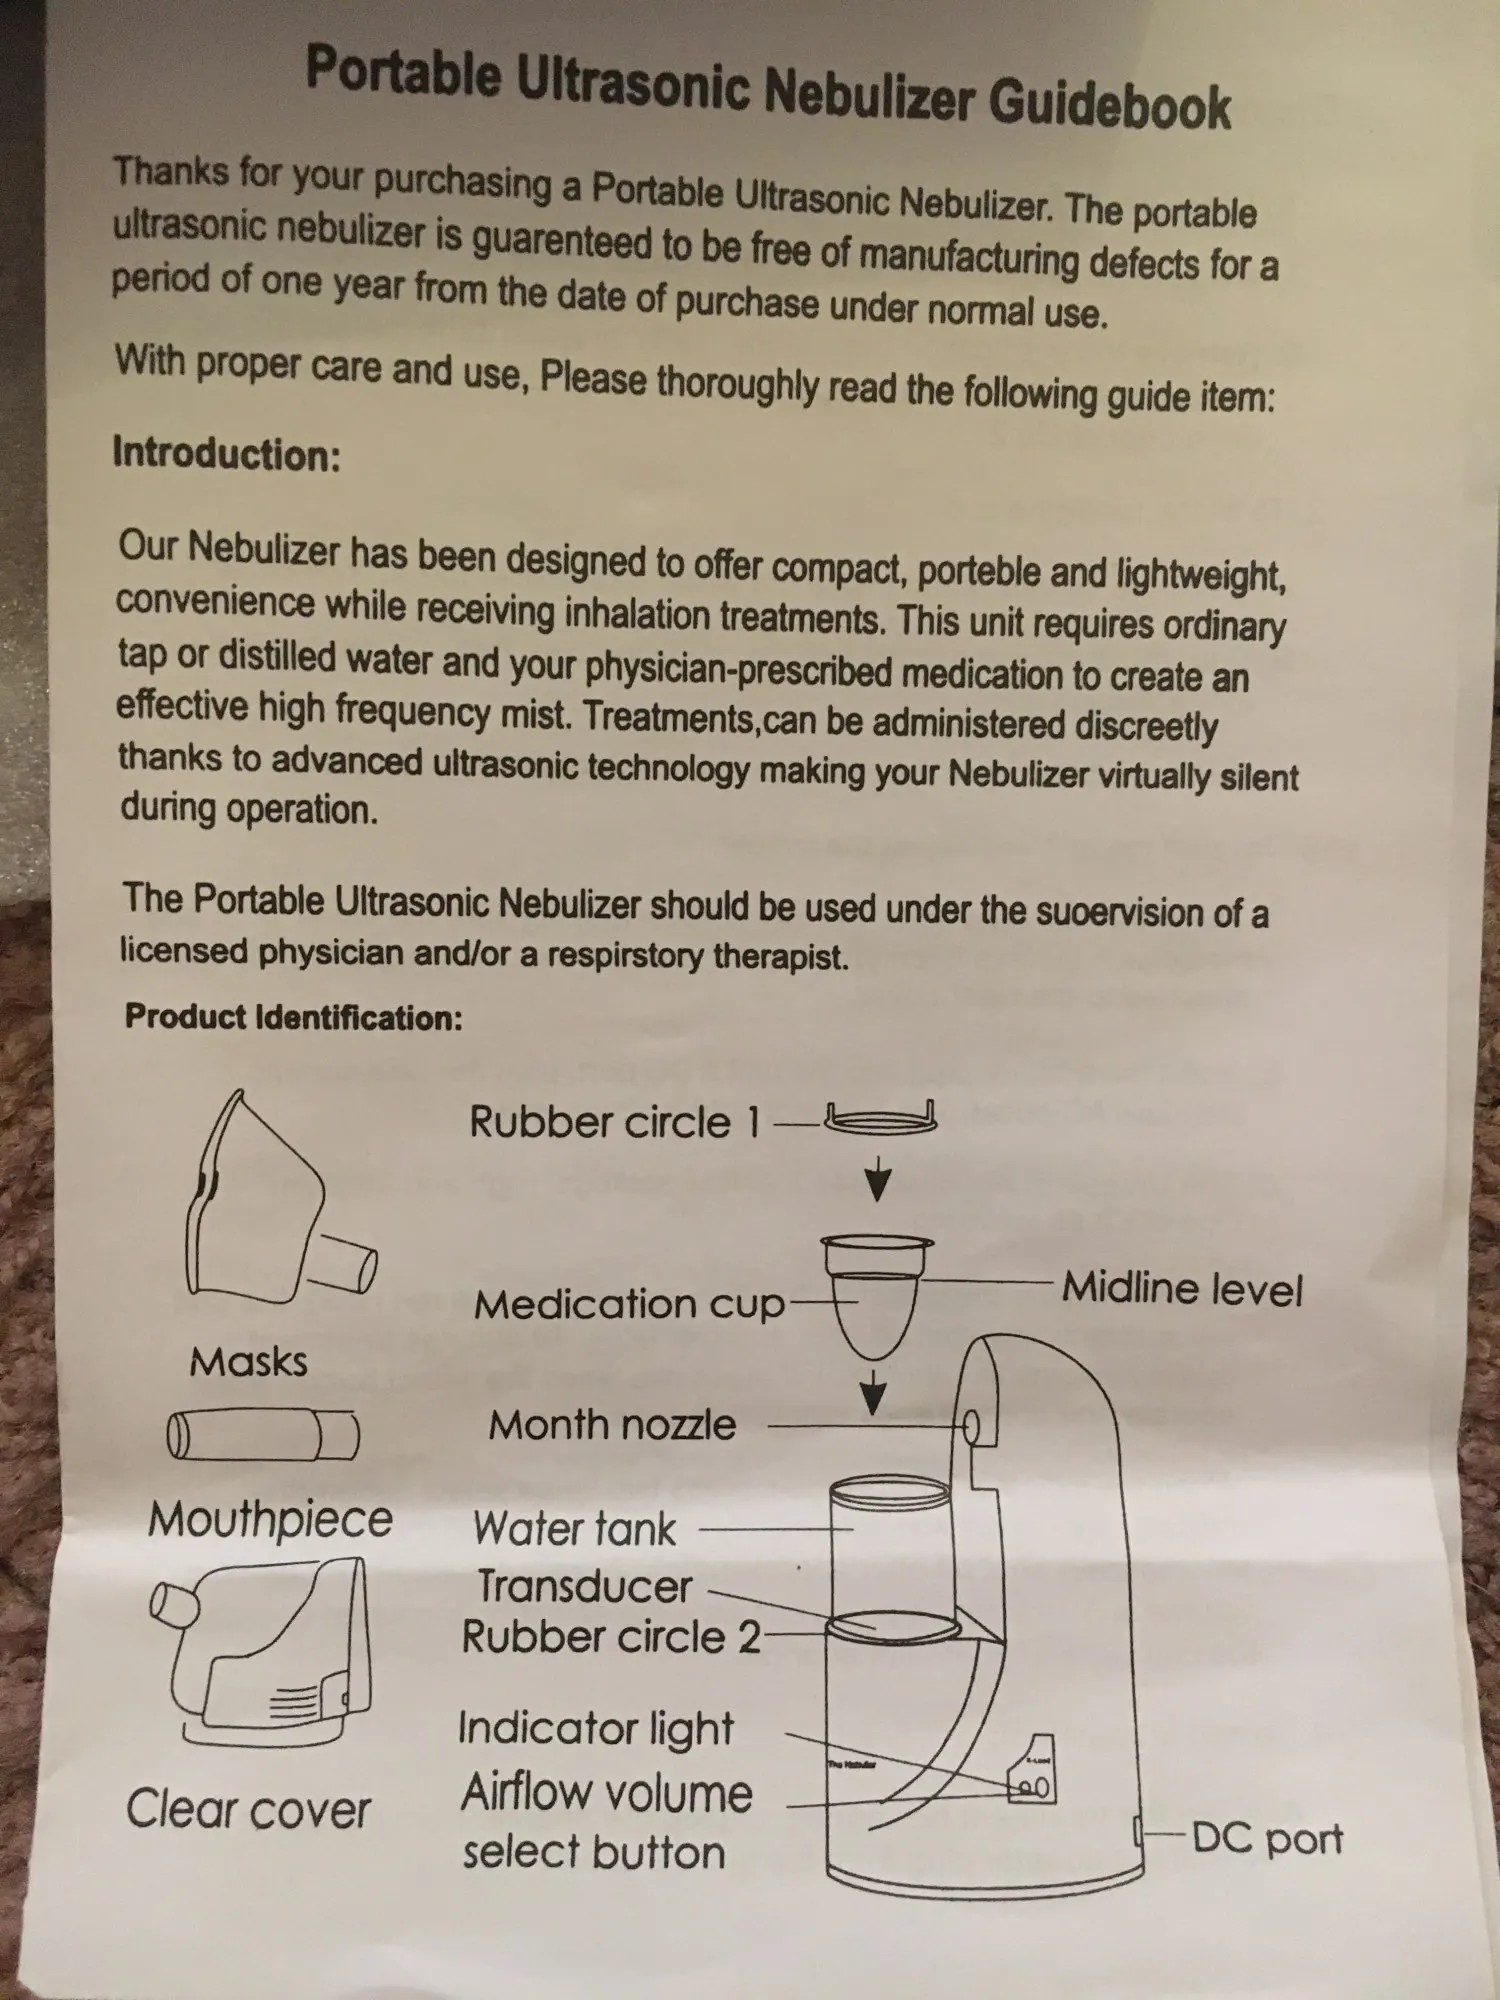 Portable Ultrasonic Nebulizer Guidebook
Thanks for your purchasing a Portable Ultrasonic Nebulizer. The portable
ultrasonic nebulizer is guarenteed to be free of manufacturing defects for a
period of one year from the date of purchase under normal use.
With proper care and use, Please thoroughly read the following guide item:
Introduction:
Our Nebulizer has been designed to offer compact, porteble and lightweight,
convenience while receiving inhalation treatments. This unit requires ordinary
tap or distilled water and your physician-prescribed medication to create an
effective high frequency mist. Treatments,can be administered discreetly
thanks to advanced ultrasonic technology making your Nebulizer virtually silent
during operation.
The Portable Ultrasonic Nebulizer should be used under the suoervision of a
licensed physician and/or a respirstory therapist.
Product Identification:
Masks
Mouthpiece
Clear cover
Rubber circle 1
Medication cup
Midline level
Month nozzle
Water tank
Transducer
Rubber circle 2
Indicator light
Airflow volume
select button
DC port
The